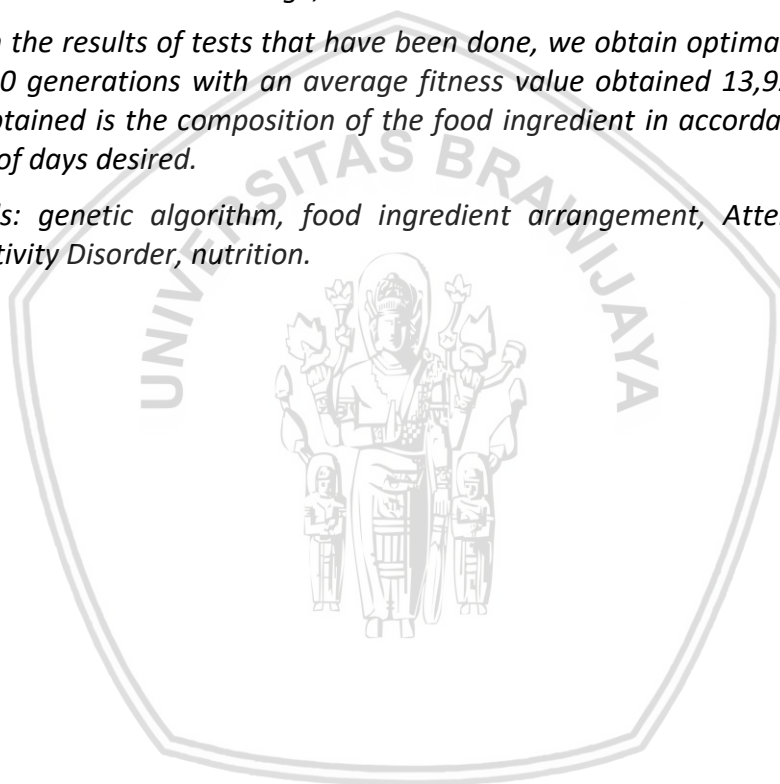 n the results of tests that have been done, we obtain optima
0 generations with an average fitness value obtained 13,9
btained is the composition of the food ingredient in accorda
of days desired.
s: genetic algorithm, food ingredient arrangement, Atte
tivity Disorder, nutrition.
UNIVERSITAS BRAWIJAYA